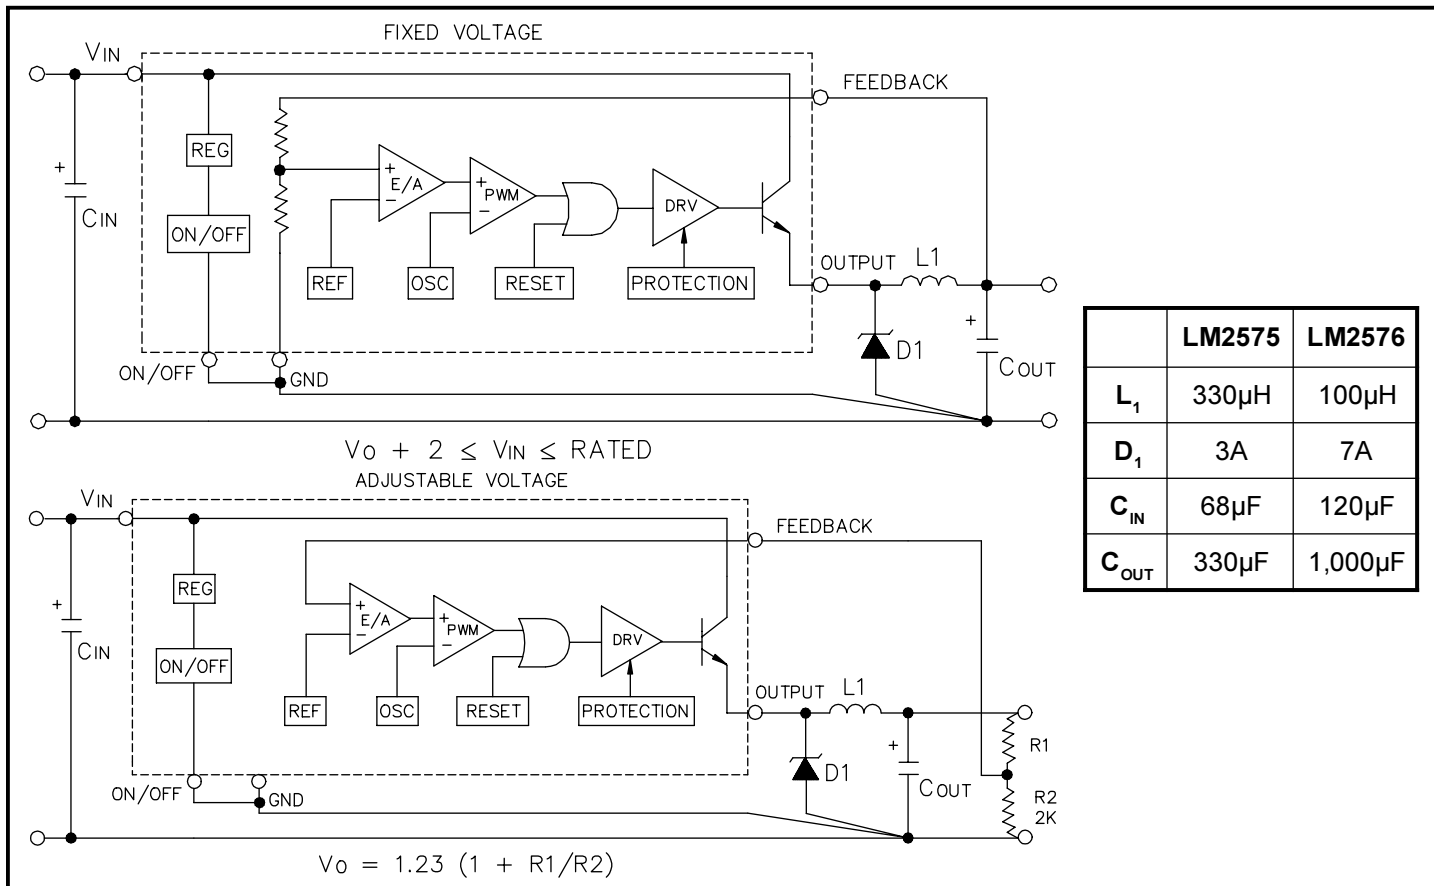 FIXED VOLTAGE
VIN
FEEDBACK
REG
+
CIN
+
E/A
−
+
PWM
−
DRV
ON/OFF
REF
OSC
RESET
PROTECTION
OUTPUT
L1
+
D1
COUT
ON/OFF
GND
VO + 2 ≤ VIN ≤ RATED
LM2575 LM2576
L1 330µH 100µH
D1 3A 7A
CIN 68µF 120µF
COUT 330µF 1,000µF
ADJUSTABLE VOLTAGE
VIN
FEEDBACK
REG
+
CIN
+
E/A
−
+
PWM
−
DRV
ON/OFF
REF
OSC
RESET
PROTECTION
OUTPUT
L1
+
D1
COUT
R1
R2
2K
ON/OFF
GND
VO = 1.23 (1 + R1/R2)